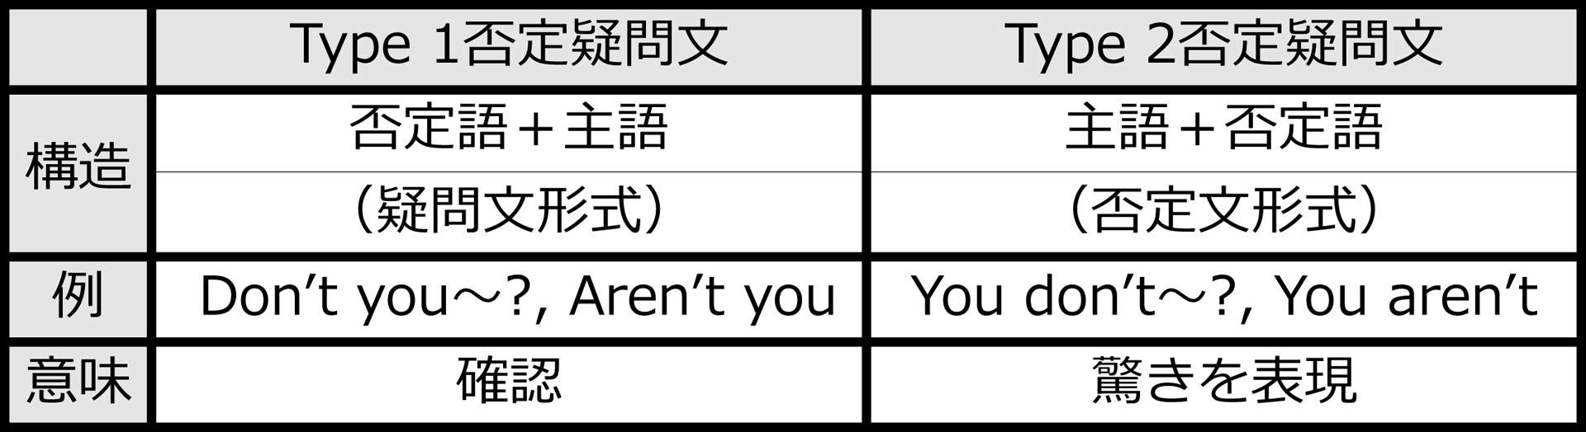 Type 1否定疑問文
Type 2否定疑問文
構造
否定語＋主語
主語＋否定語
（疑問文形式）
（否定文形式）
例
Don’t you～?, Aren’t you
You don’t～?, You aren’t
意味
確認
驚きを表現